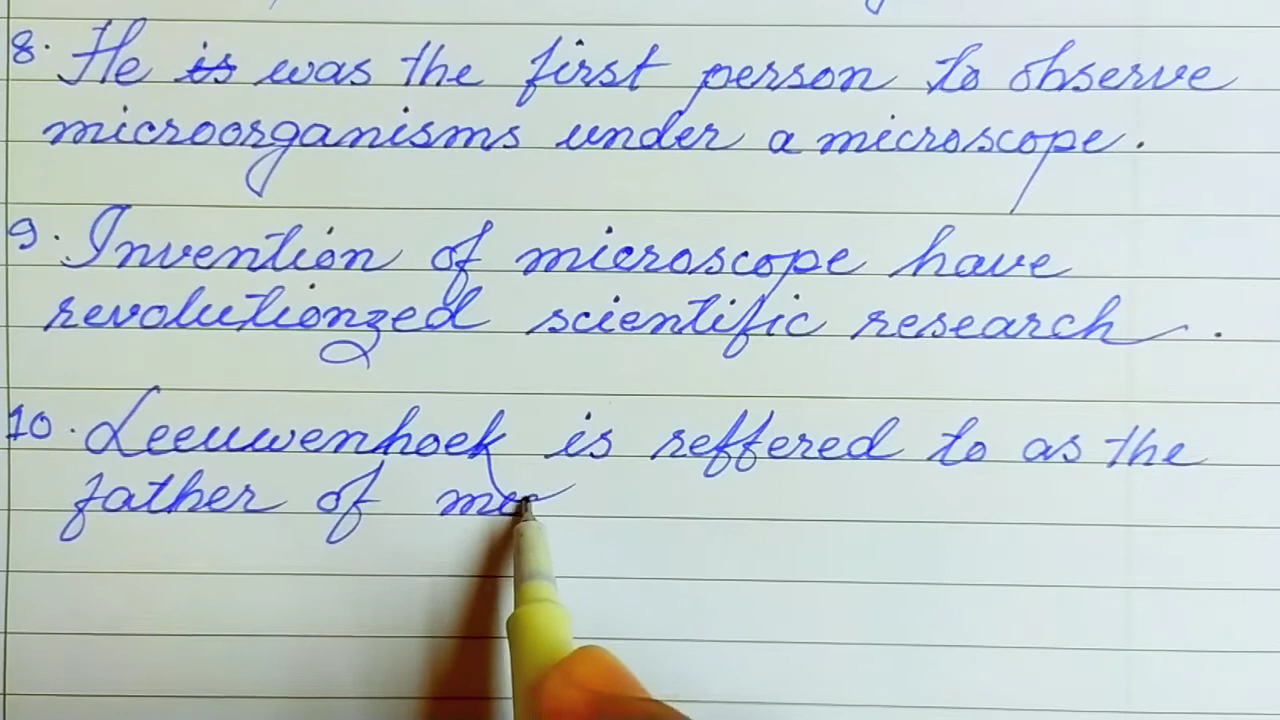 8. He is was the first person to observe
microorganisms under a microscope.
9. Invention of microscope have
revolutionzed scientific research.
10. Leeuwenhoek is reffered to as the
father of